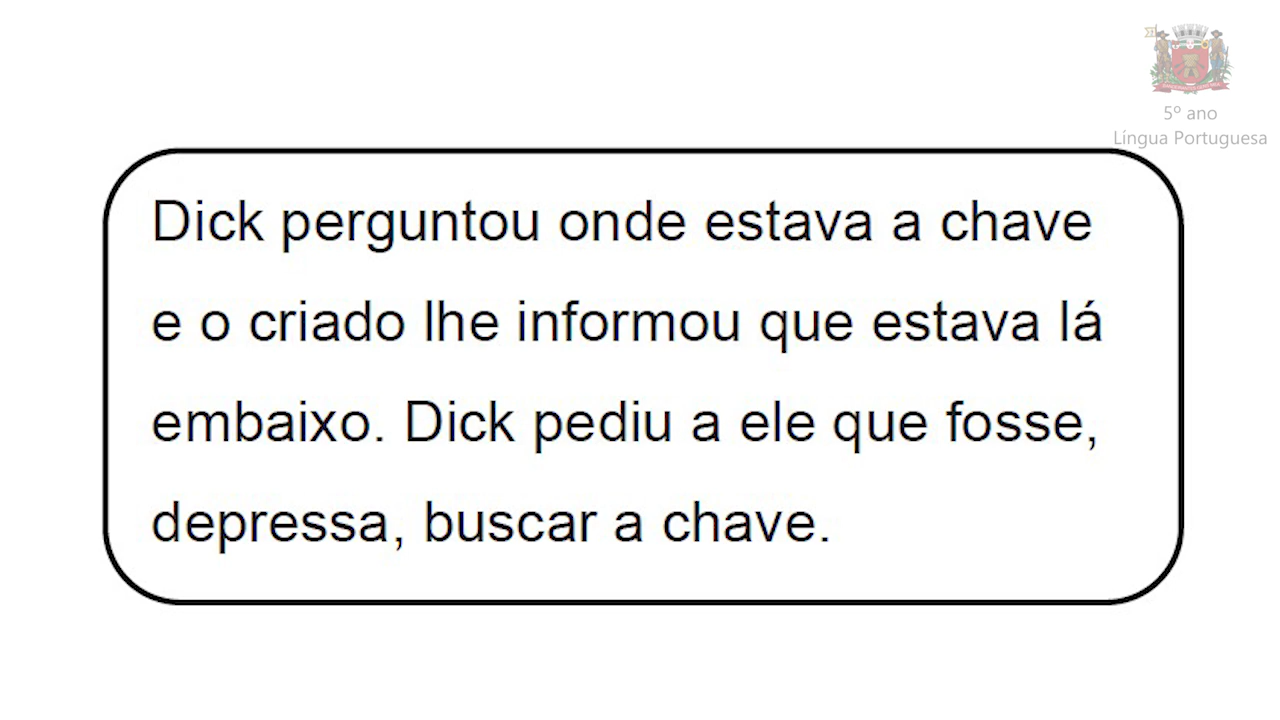 5º ano
Língua Portuguesa
Dick perguntou onde estava a chave
e o criado lhe informou que estava lá
embaixo. Dick pediu a ele que fosse,
depressa, buscar a chave.